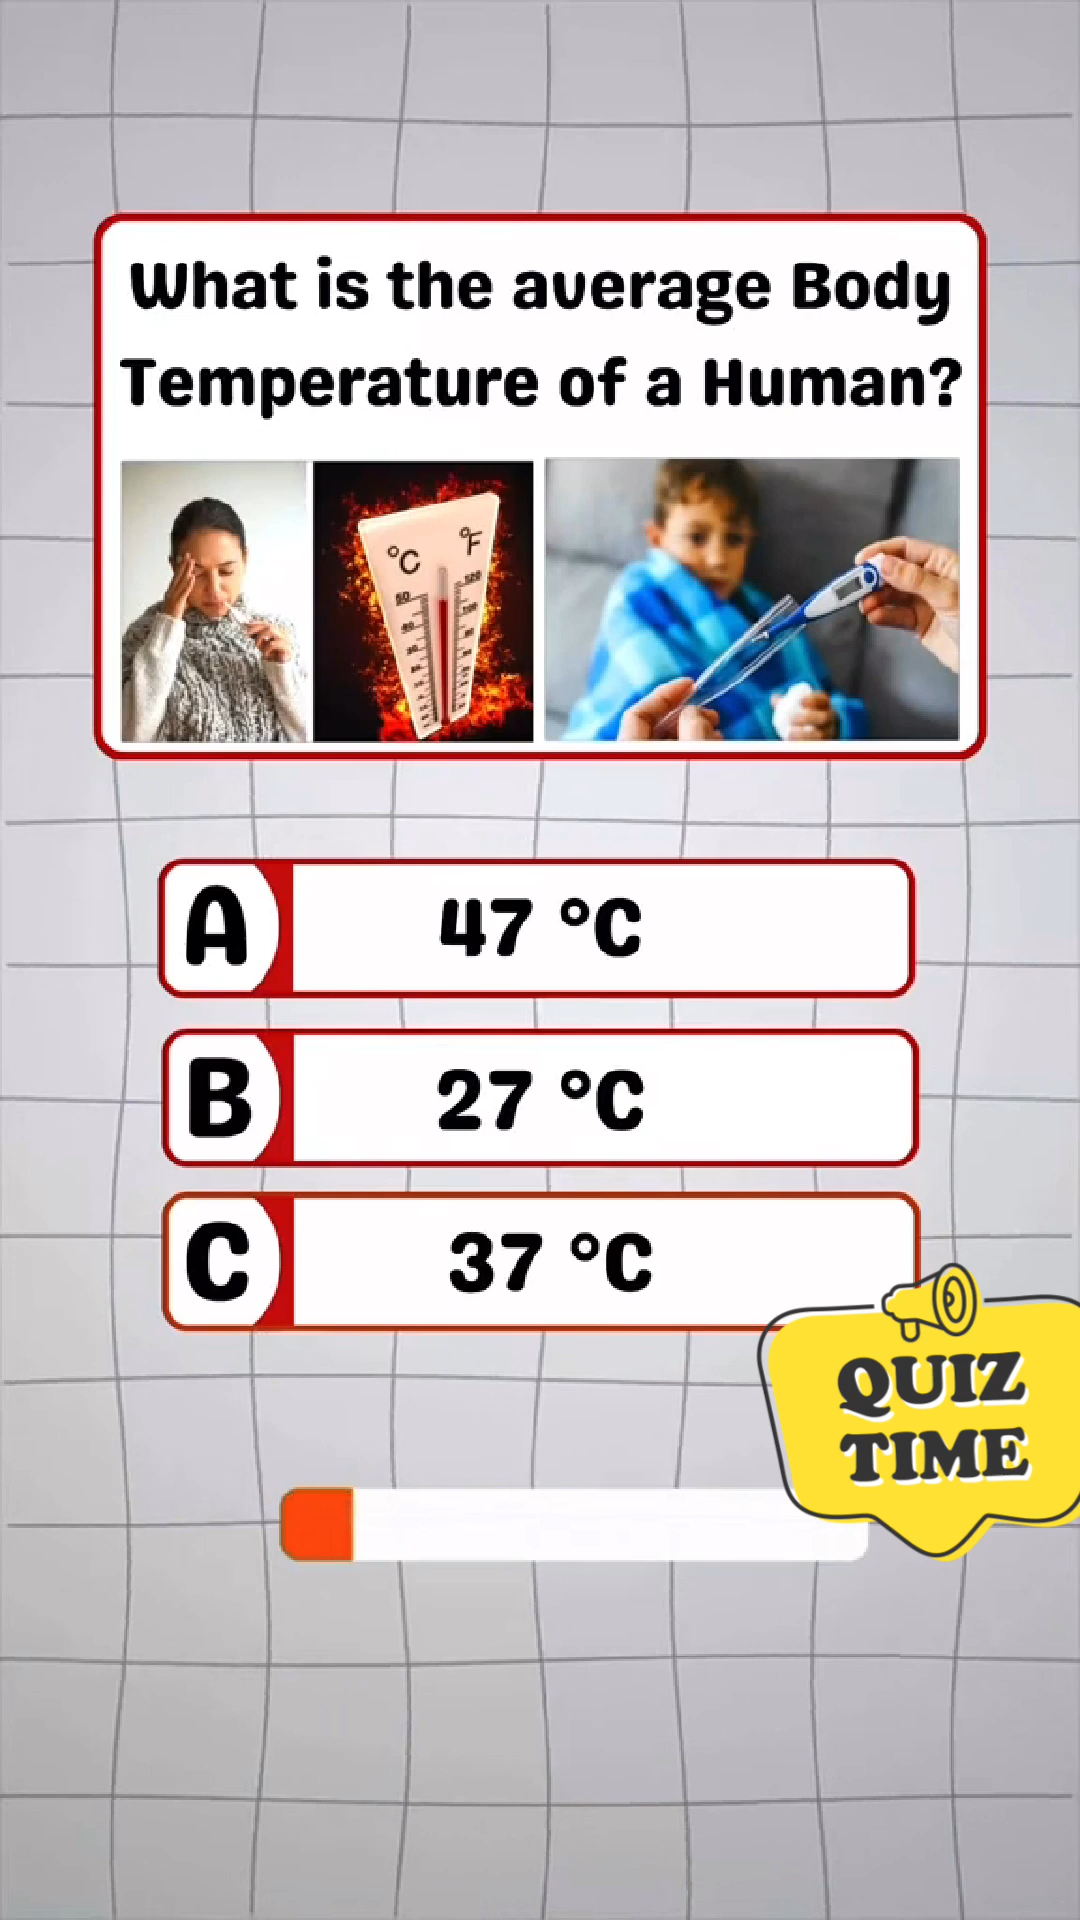 What is the average Body
Temperature of a Human?
°C
°F
A
47 °C
B
27 °C
C
37 °C
QUIZ
TIME